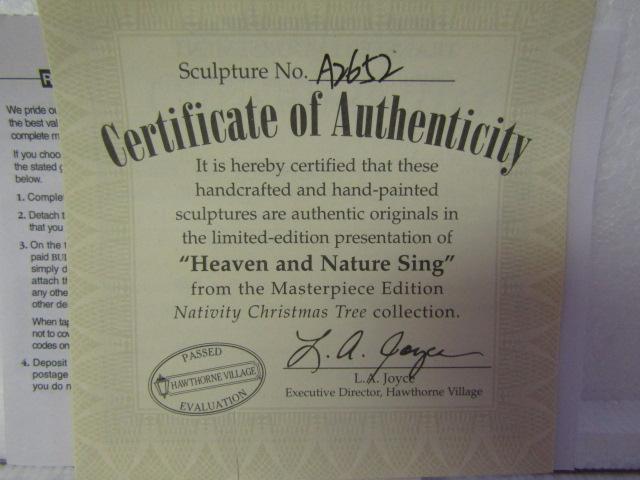 Sculpture No. A2652
Certificate of Authenticity
It is hereby certified that these
handcrafted and hand-painted
sculptures are authentic originals in
the limited-edition presentation of
“Heaven and Nature Sing”
from the Masterpiece Edition
Nativity Christmas Tree collection.
L. A. Joyce
L.A. Joyce
Executive Director, Hawthorne Village
PASSED
HAWTHORNE VILLAGE
EVALUATION
We pride
the best val
complete
If you choo
the stated
below.
1. Comple
2. Detach
that you
3. On the
paid BU
simply d
attach
any othe
other de
When tap
not to co
codes on
4. Deposit
postage
you do n